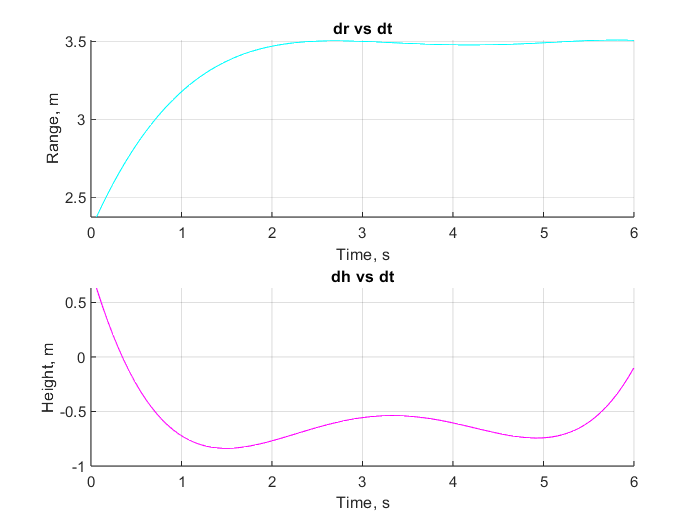 dr vs dt
3.5
3
2.5
Range, m
0 1 2 3 4 5 6
Time, s
dh vs dt
0.5
0
-0.5
-1
Height, m
0 1 2 3 4 5 6
Time, s